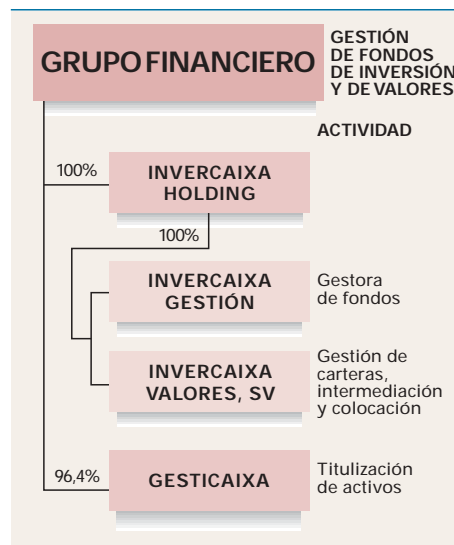 GRUPO FINANCIERO
GESTIÓN
DE FONDOS
DE INVERSIÓN
Y DE VALORES
ACTIVIDAD
100%
INVERCAIXA
HOLDING
100%
INVERCAIXA
GESTIÓN
Gestora
de fondos
INVERCAIXA
VALORES, SV
Gestión de
carteras,
intermediación
y colocación
96,4%
GESTICAIXA
Titulización
de activos